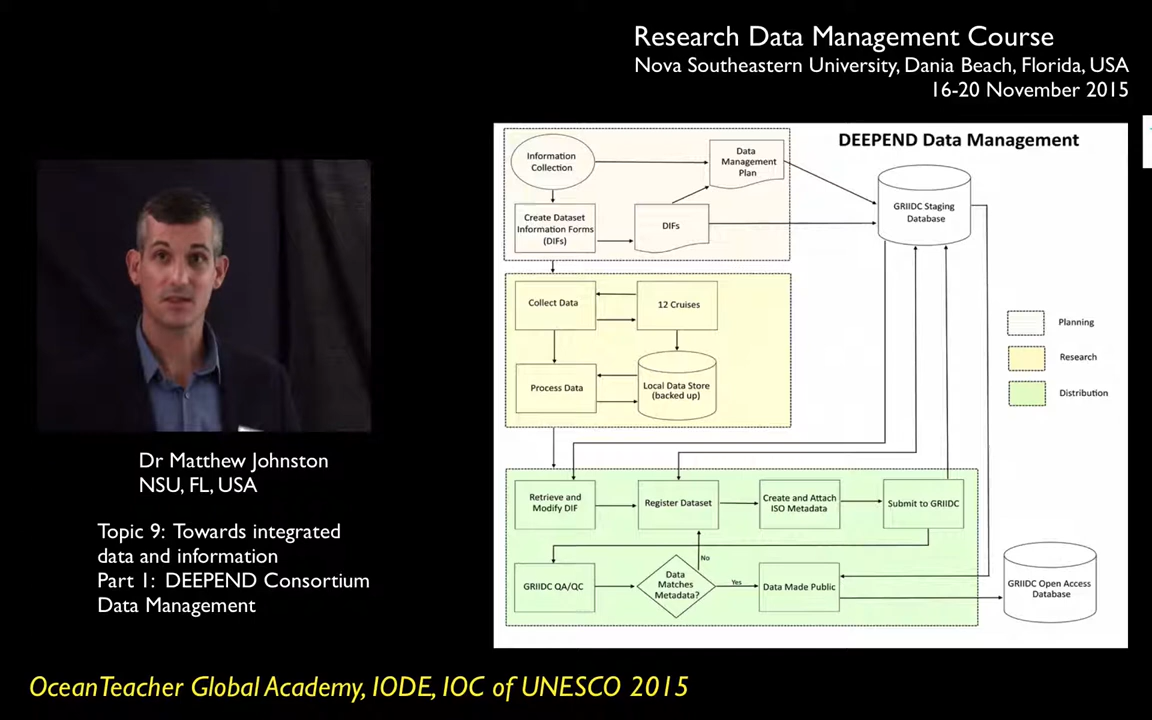 Research Data Management Course
Nova Southeastern University, Dania Beach, Florida, USA
16-20 November 2015
DEEPEND Data Management
Information
Collection
Data
Management
Plan
Create Dataset
Information Forms
(DIFs)
DIFs
GRIIDC Staging
Database
Collect Data
12 Cruises
Process Data
Local Data Store
(backed up)
Planning
Research
Distribution
Retrieve and
Modify DIF
Register Dataset
Create and Attach
ISO Metadata
Submit to GRIIDC
No
GRIIDC QA/QC
Data
Matches
Metadata?
Yes
Data Made Public
GRIIDC Open Access
Database
Dr Matthew Johnston
NSU, FL, USA
Topic 9: Towards integrated
data and information
Part 1: DEEPEND Consortium
Data Management
OceanTeacher Global Academy, IODE, IOC of UNESCO 2015